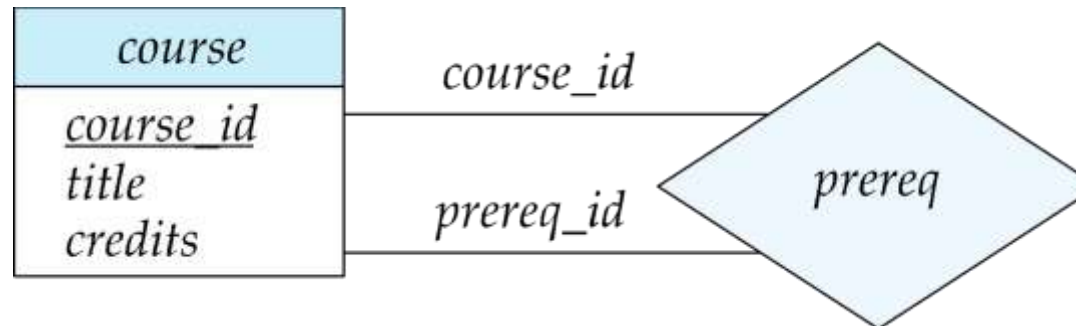 course
course_id
title
credits
course_id
prereq_id
prereq